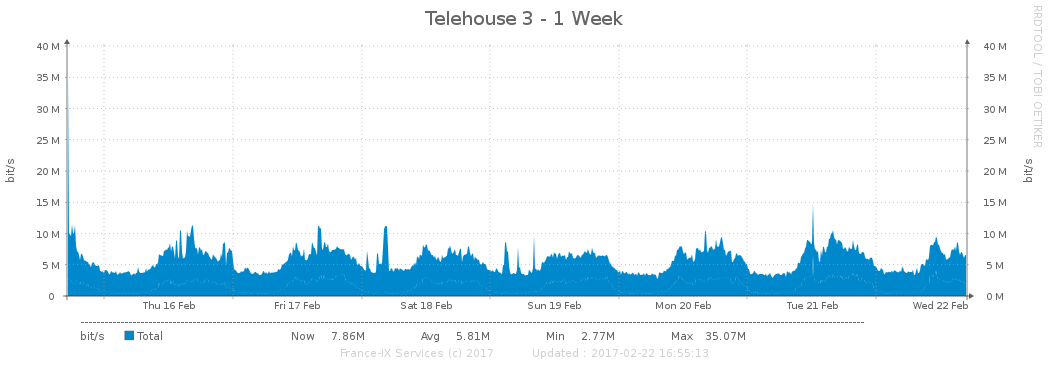 Telehouse 3 - 1 Week
RRDTOOL / TOBI OETIKER
40 M 40 M
35 M 35 M
30 M 30 M
25 M 25 M
20 M 20 M
15 M 15 M
10 M 10 M
5 M 5 M
0 0 M
bit/s
bit/s
Thu 16 Feb Fri 17 Feb Sat 18 Feb Sun 19 Feb Mon 20 Feb Tue 21 Feb Wed 22 Feb
bit/s Total Now 7.86M Avg 5.81M Min 2.77M Max 35.07M
France-IX Services (c) 2017 Updated : 2017-02-22 16:55:13